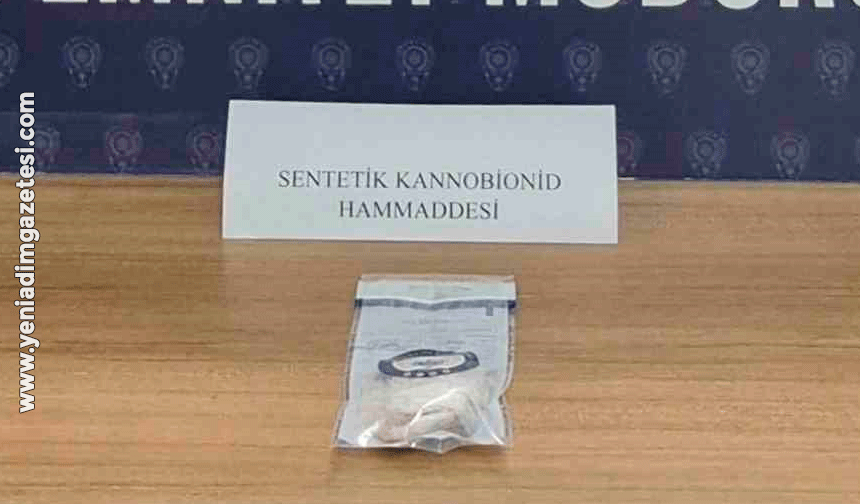 SENTETİK KANNOBİONİD
HAMMADDESİ
www.yeniadimgazetesi.com